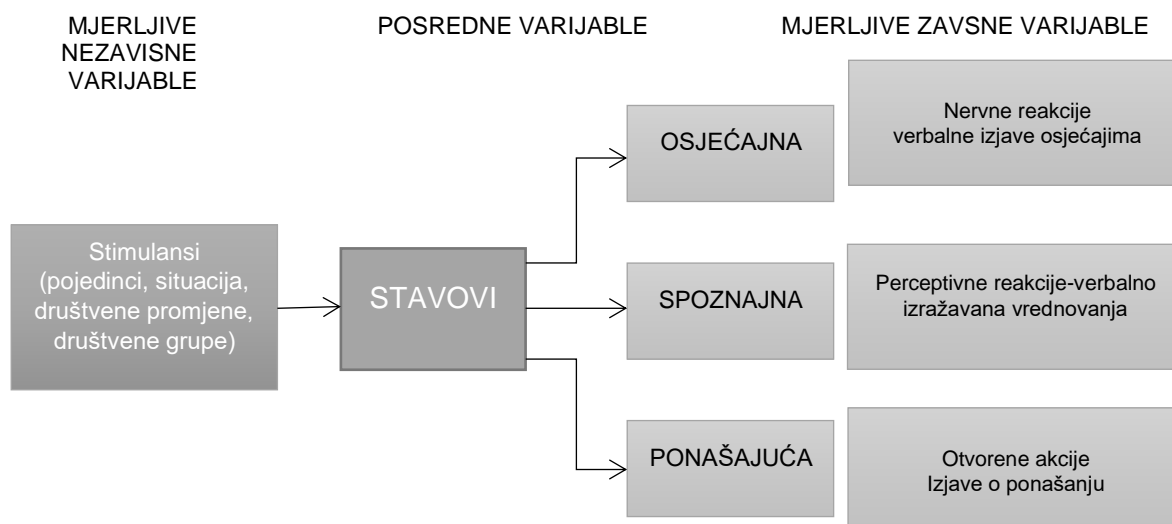 MJERLJIVE
NEZAVISNE
VARIJABLE
POSREDNE VARIJABLE
MJERLJIVE ZAVSNE VARIJABLE
Stimulansi
(pojedinci, situacija,
društvene promjene,
društvene grupe)
STAVOVI
OSJEĆAJNA
Nervne reakcije
verbalne izjave osjećajima
SPOZNAJNA
Perceptivne reakcije-verbalno
izražavana vrednovanja
PONAŠAJUĆA
Otvorene akcije
Izjave o ponašanju